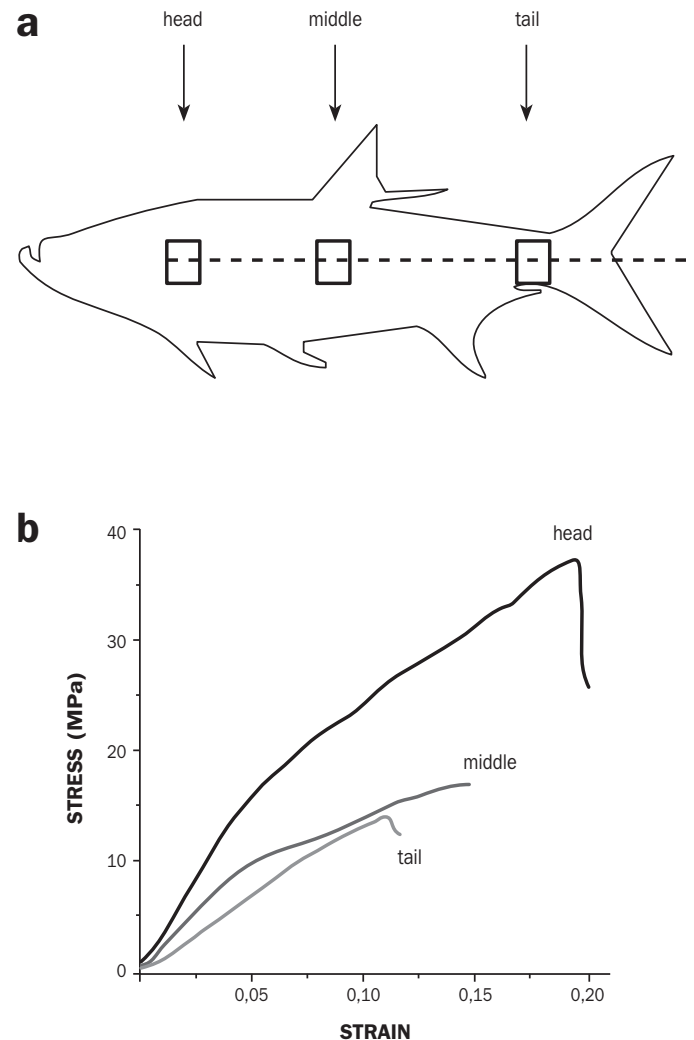 a
head middle tail
b
40
head
30
STRESS (MPa)
20
middle
10
tail
0
0,05 0,10 0,15 0,20
STRAIN